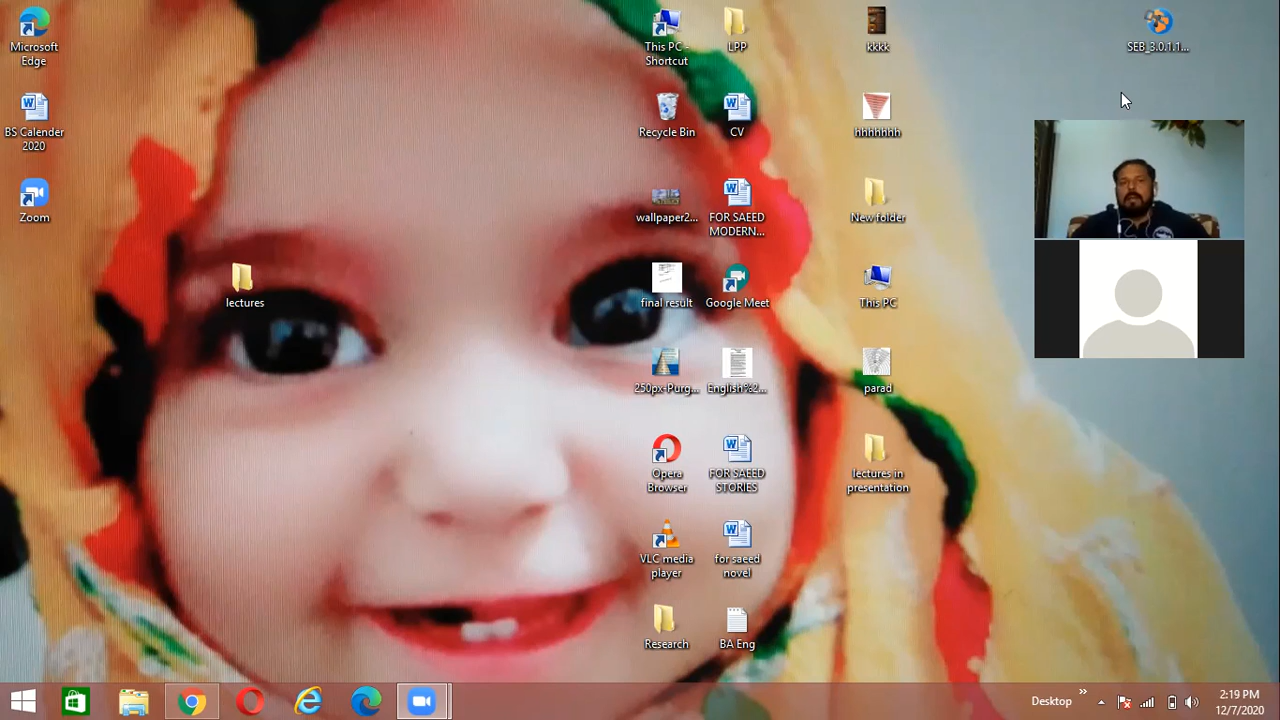 Microsoft
Edge
BS Calender
2020
Zoom
lectures
This PC -
Shortcut
Recycle Bin
wallpaper2...
final result
250px-Purg...
Opera
Browser
VLC media
player
Research
LPP
CV
FOR SAEED
MODERN...
Google Meet
English%2...
FOR SAEED
STORIES
for saeed
novel
BA Eng
kkkk
hhhhhhh
New folder
This PC
parad
lectures in
presentation
SEB_3.0.1.1...
Desktop
2:19 PM
12/7/2020